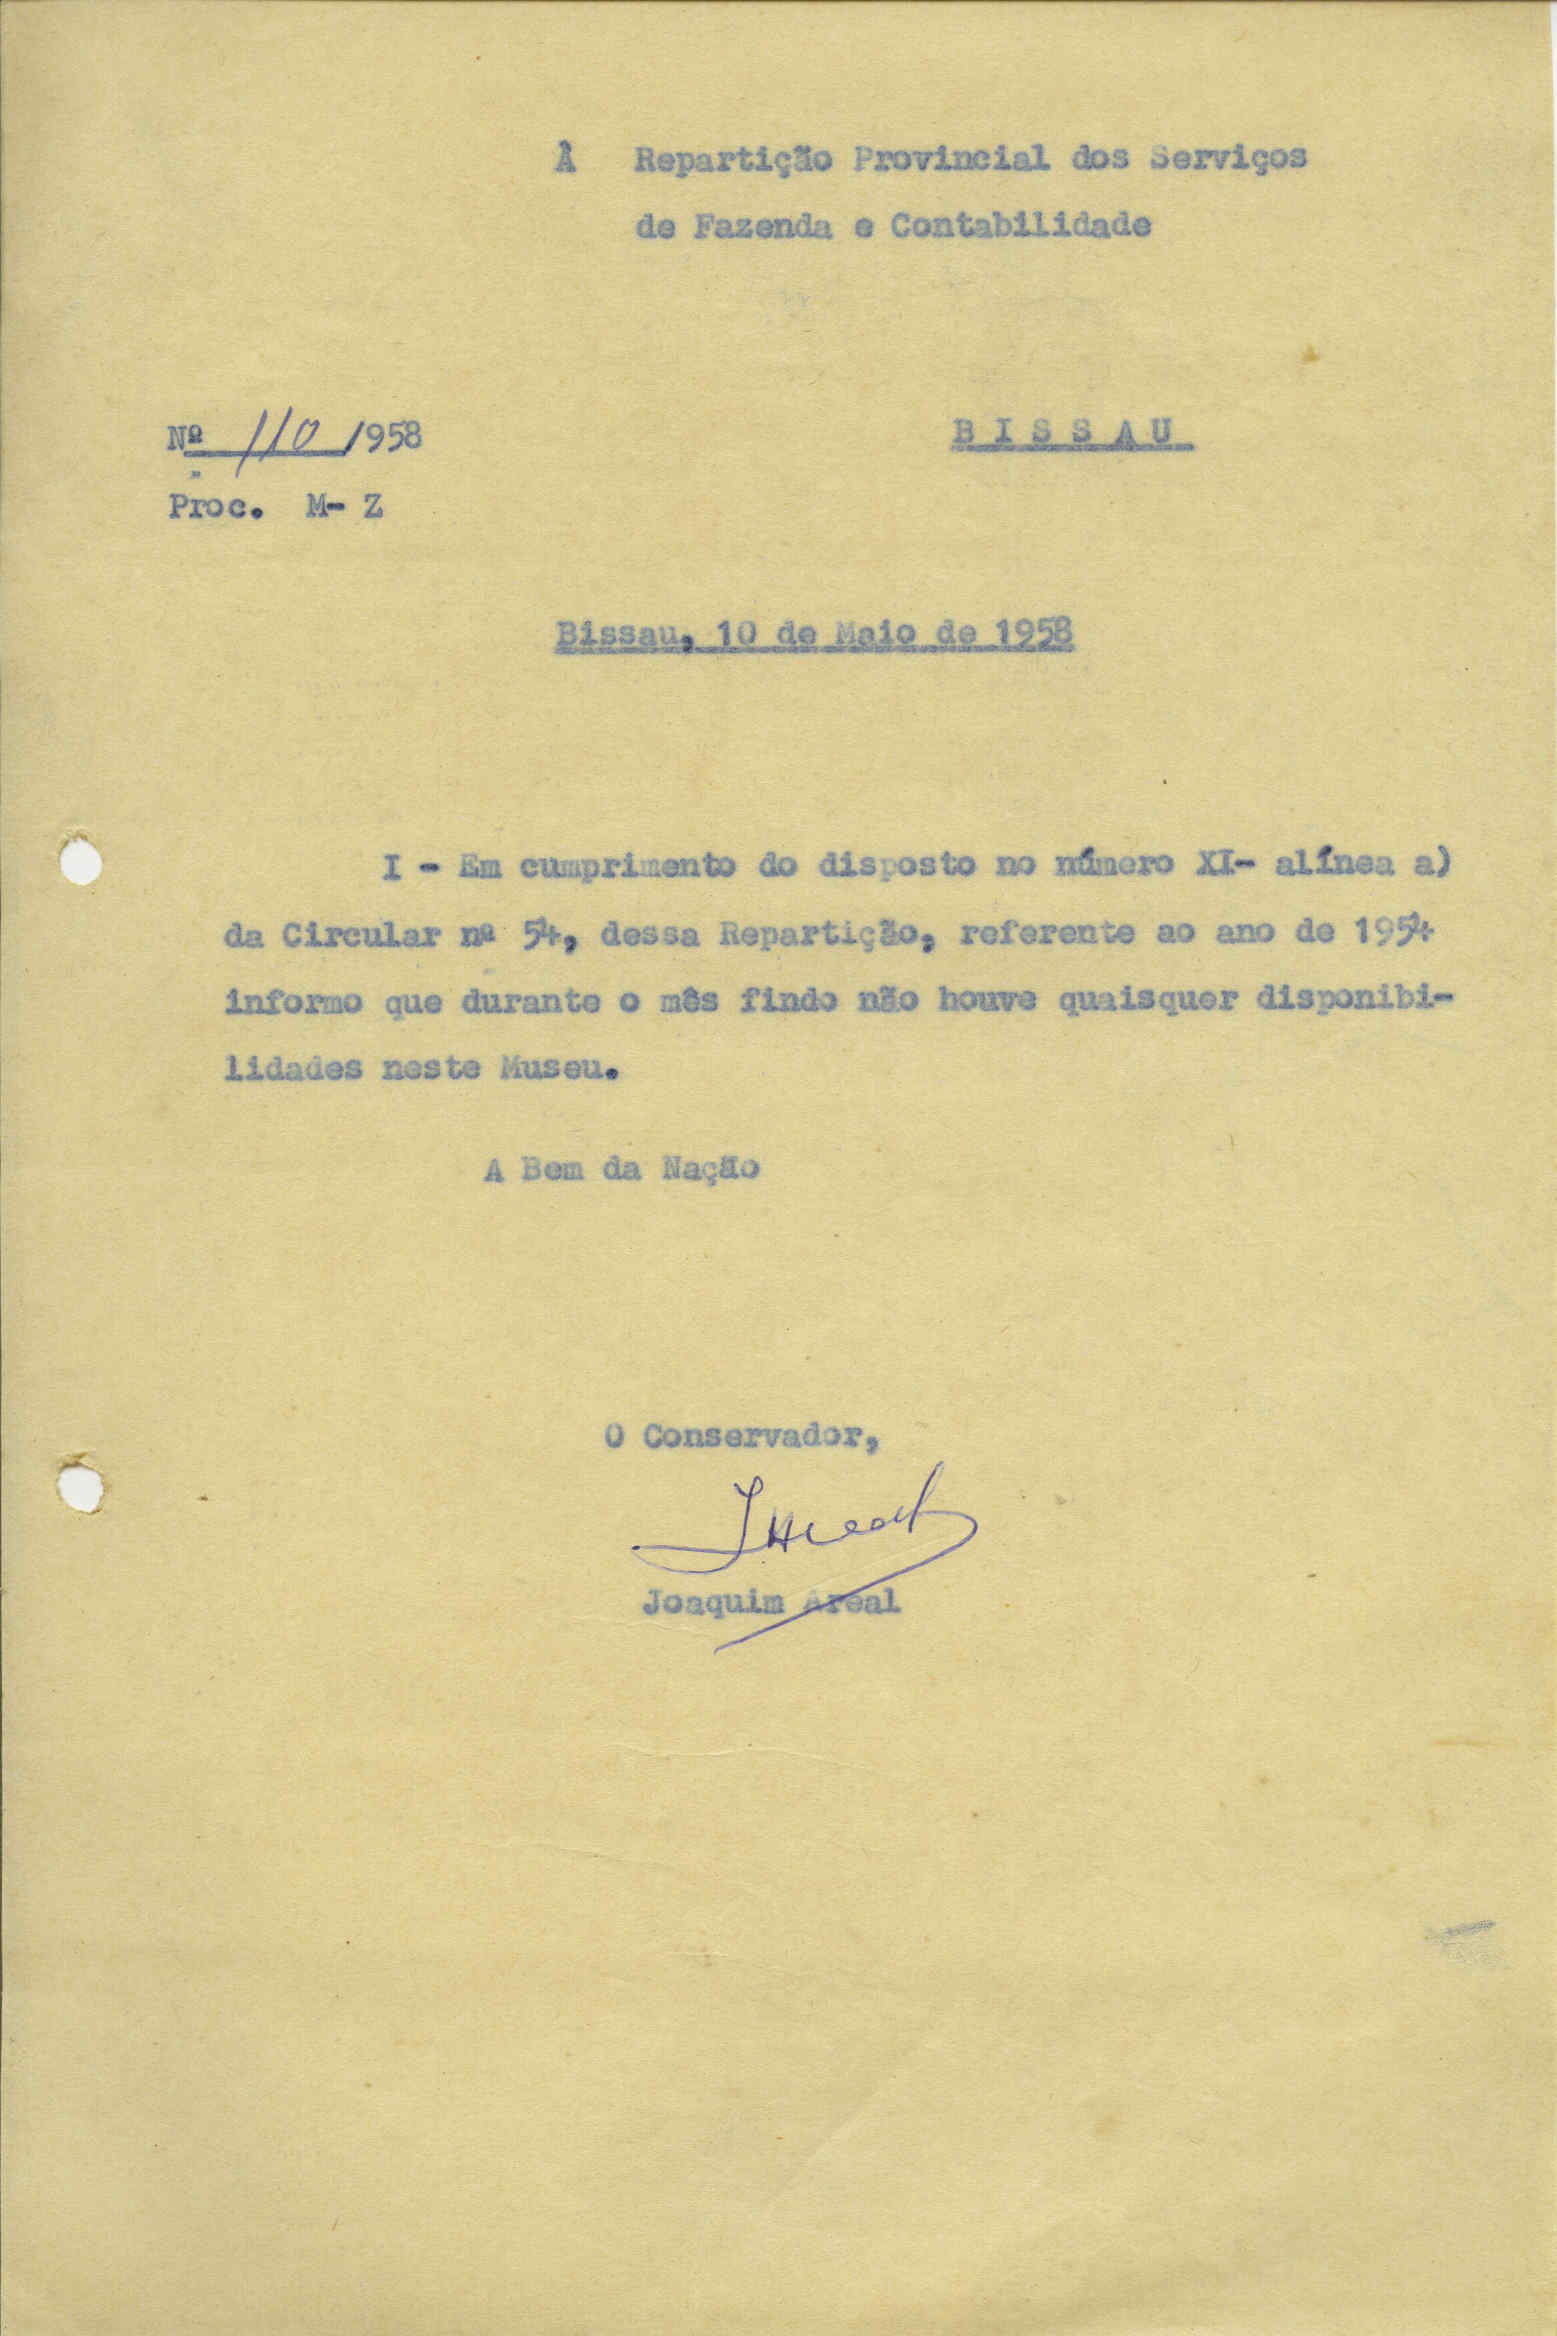 À Repartição Provincial dos Serviços
de Fazenda e Contabilidade
Nº 110/1958
BISSAU
Proc. M- Z
Bissau, 10 de Maio de 1958
I - Em cumprimento do disposto no número XI- alínea a)
da Circular nº 54, dessa Repartição, referente ao ano de 1954
informo que durante o mês findo não houve quaisquer disponibi-
lidades neste Museu.
A Bem da Nação
O Conservador,
JAreal
Joaquim Areal